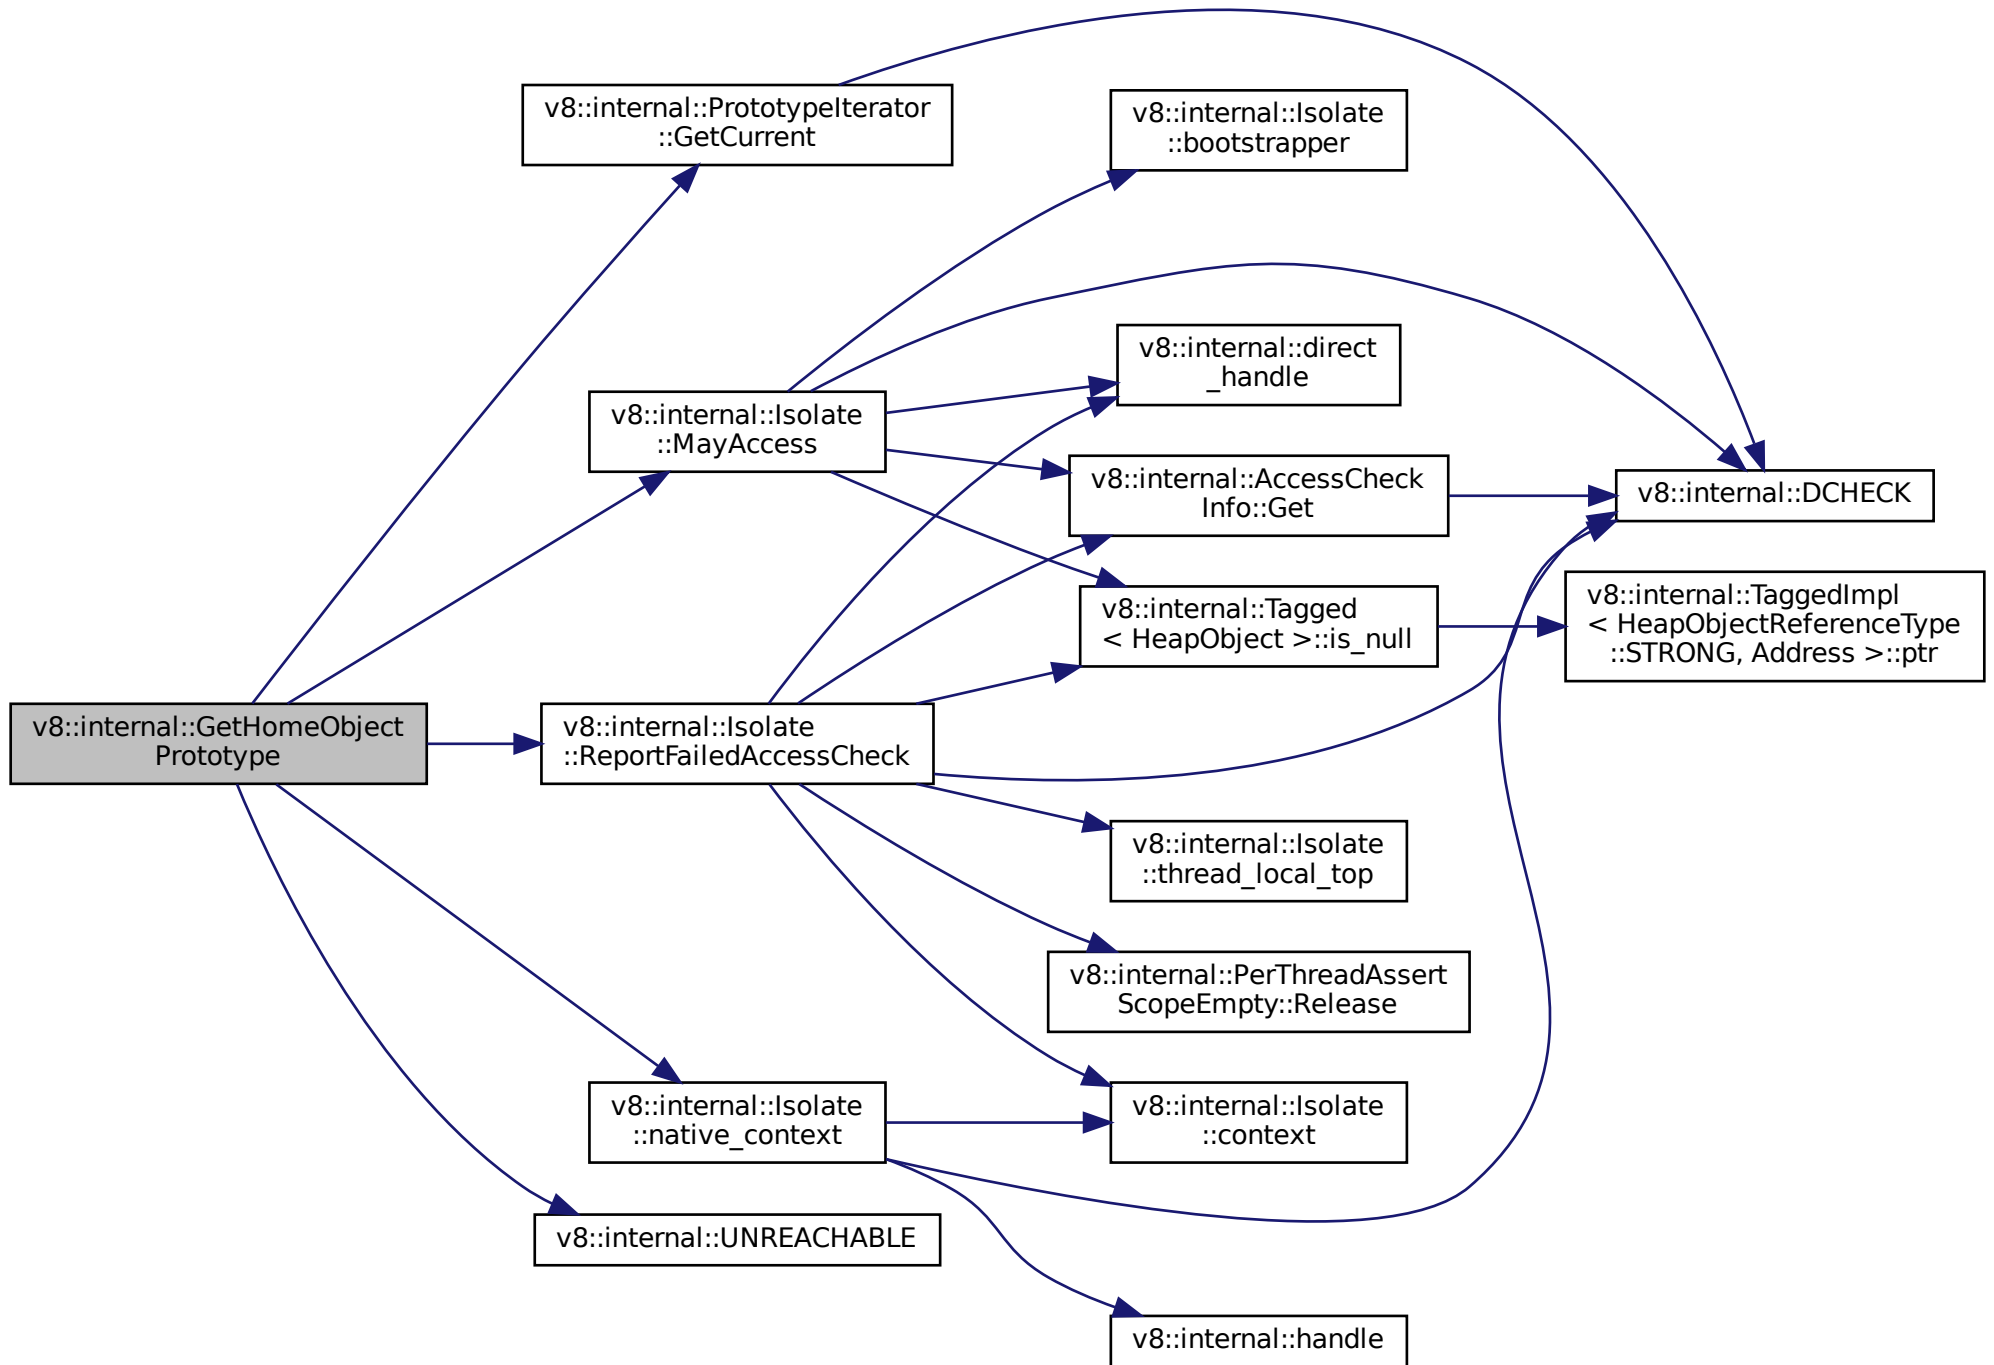 v8::internal::PrototypeIterator
::GetCurrent
v8::internal::Isolate
::bootstrapper
v8::internal::direct
_handle
v8::internal::Isolate
::MayAccess
v8::internal::AccessCheck
Info::Get
v8::internal::DCHECK
v8::internal::Tagged
< HeapObject >::is_null
v8::internal::TaggedImpl
< HeapObjectReferenceType
::STRONG, Address >::ptr
v8::internal::GetHomeObject
Prototype
v8::internal::Isolate
::ReportFailedAccessCheck
v8::internal::Isolate
::thread_local_top
v8::internal::PerThreadAssert
ScopeEmpty::Release
v8::internal::Isolate
::native_context
v8::internal::Isolate
::context
v8::internal::UNREACHABLE
v8::internal::handle